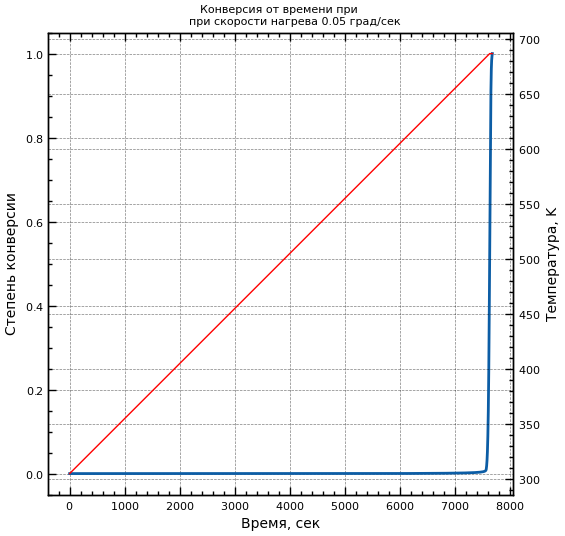 Конверсия от времени при
при скорости нагрева 0.05 град/сек
1.0
0.8
0.6
0.4
0.2
0.0
Степень конверсии
700
650
600
550
500
450
400
350
300
Температура, К
0 1000 2000 3000 4000 5000 6000 7000 8000
Время, сек